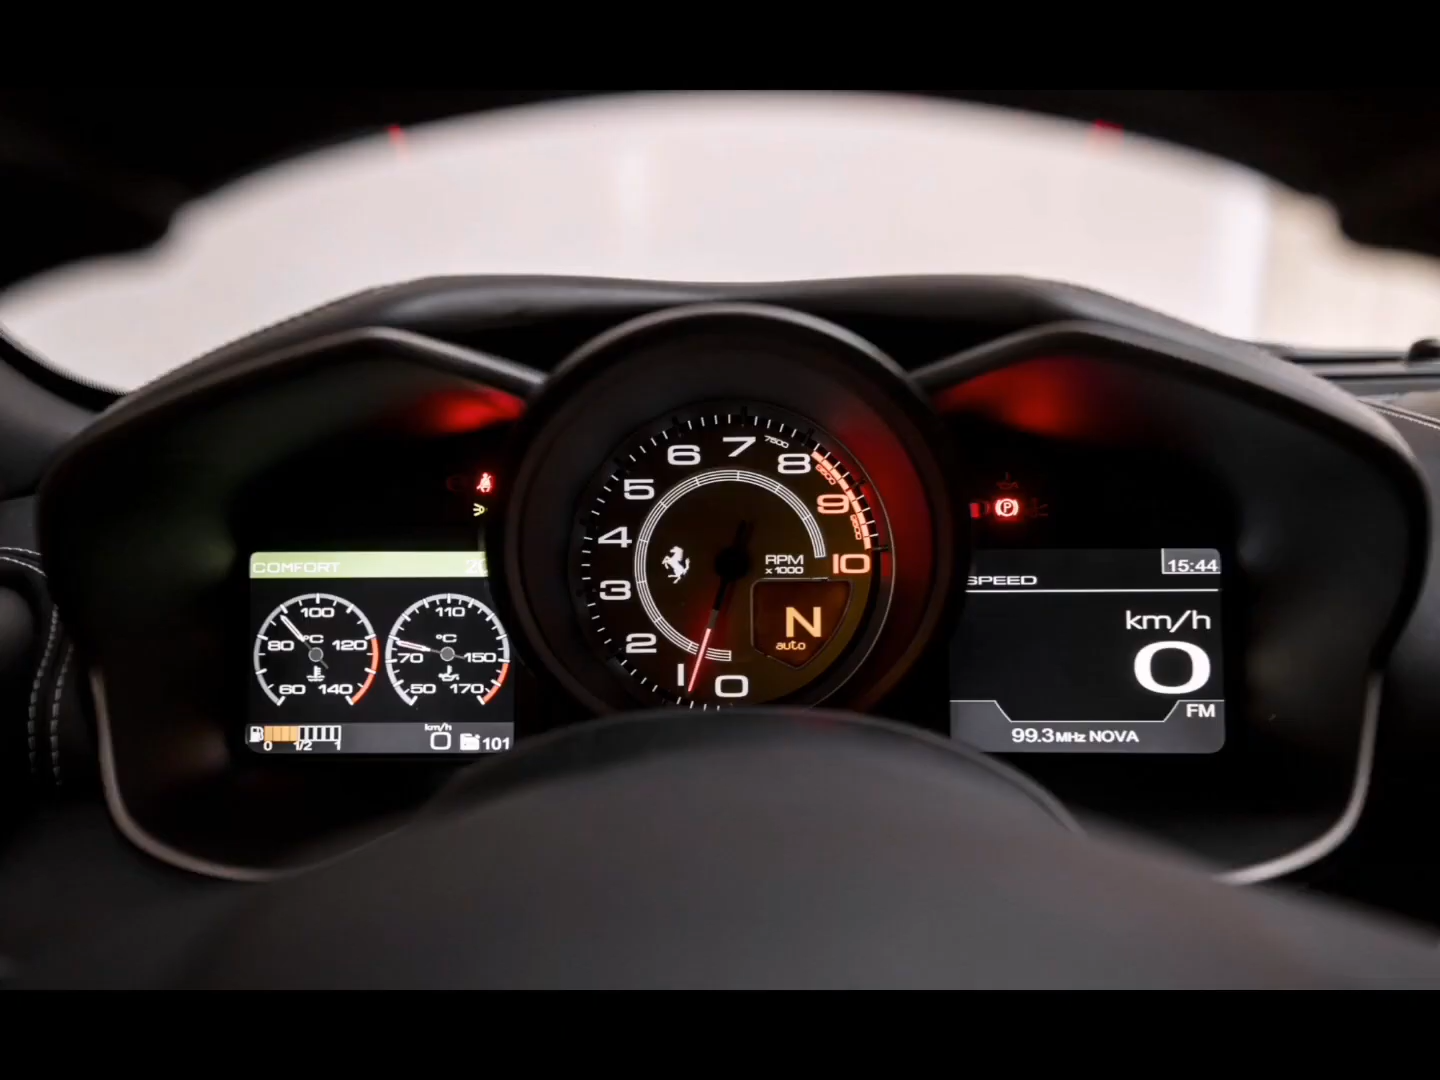 COMFORT
100
80 °C 120
60 140
110
°C
70 150
50 170
0 1/2 1
km/h
0 101
7
6 7500 8
5 9
4
RPM
x 1000
10
3
N
auto
2
1 0
15:44
SPEED
km/h
0
FM
99.3MHz NOVA